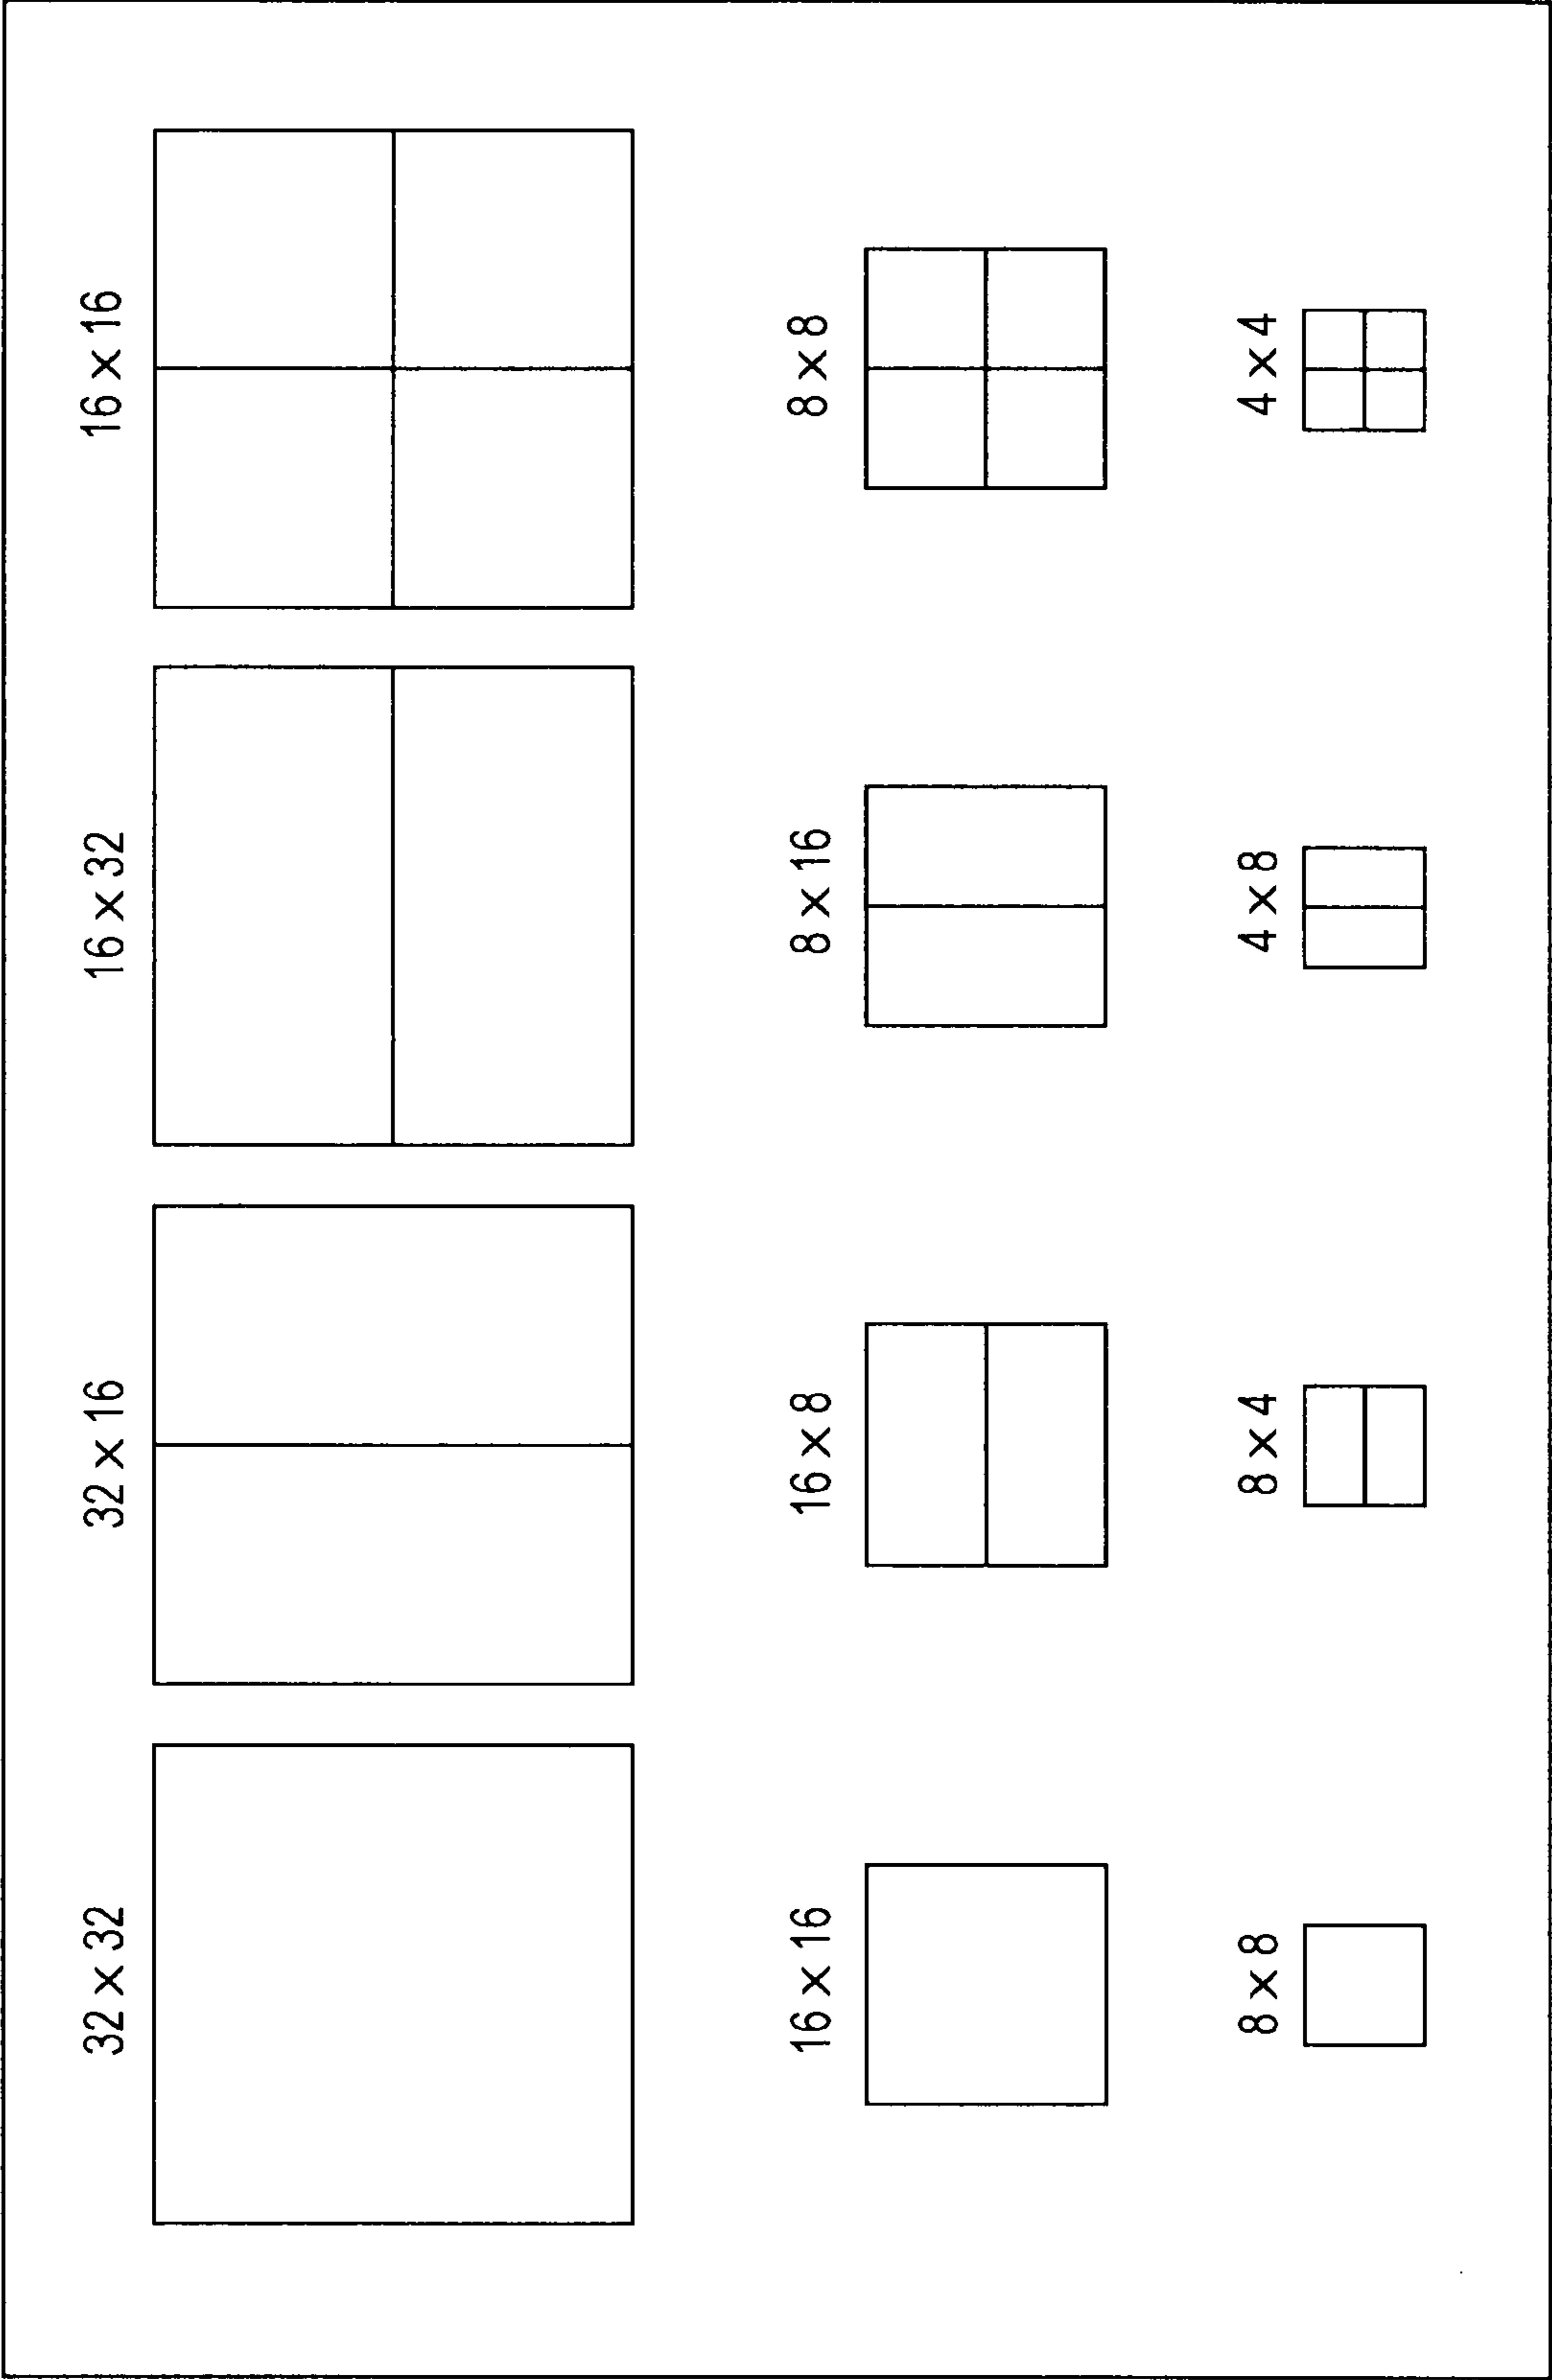 32 × 32
32 × 16
16 × 32
16 × 16
16 × 16
16 × 8
8 × 16
8 × 8
8 × 8
8 × 4
4 × 8
4 × 4